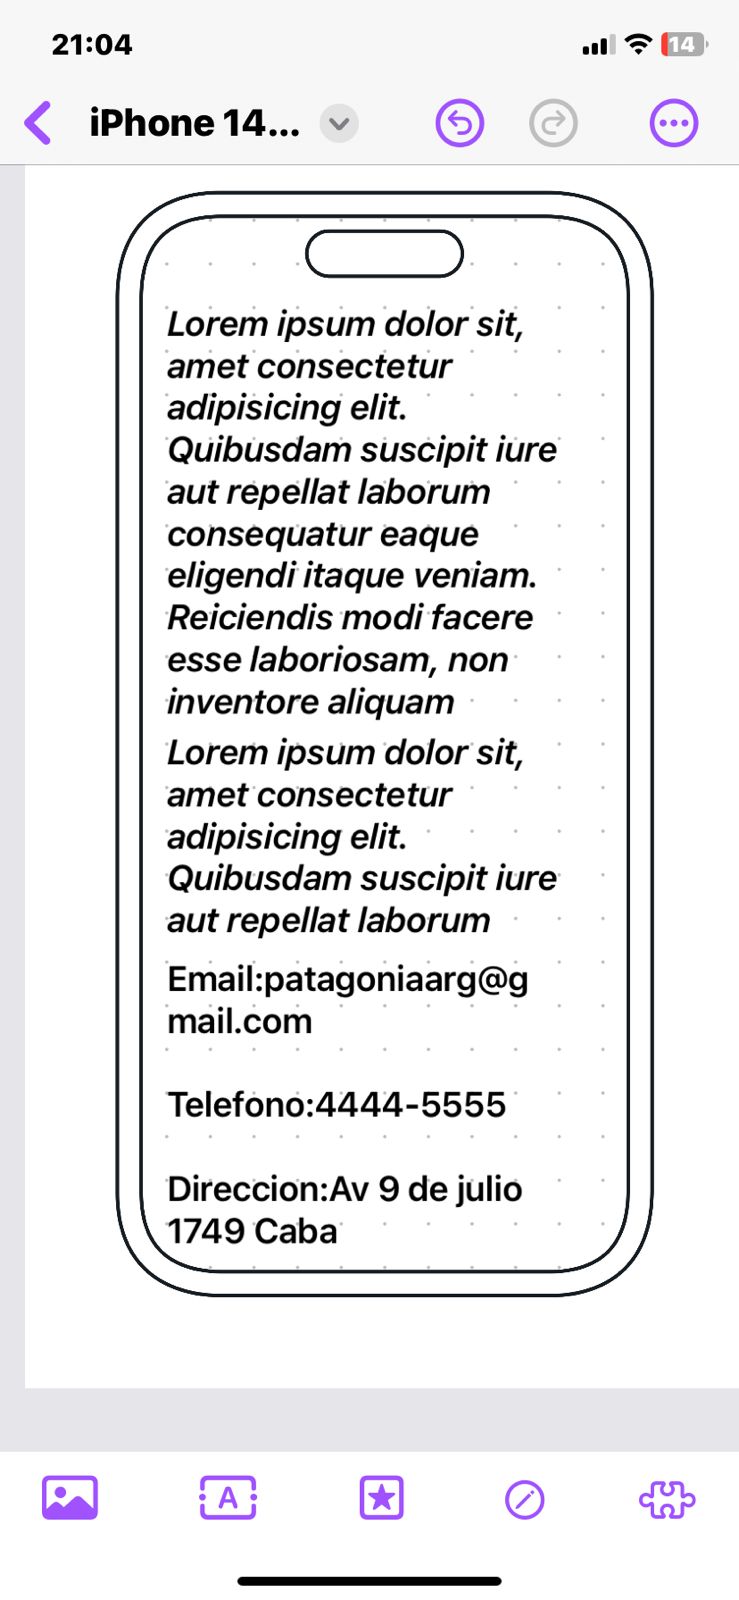 21:04
14
iPhone 14...
Lorem ipsum dolor sit,
amet consectetur
adipisicing elit.
Quibusdam suscipit iure
aut repellat laborum
consequatur eaque
eligendi itaque veniam.
Reiciendis modi facere
esse laboriosam, non
inventore aliquam
Lorem ipsum dolor sit,
amet consectetur
adipisicing elit.
Quibusdam suscipit iure
aut repellat laborum
Email:patagoniaarg@g
mail.com
Telefono:4444-5555
Direccion:Av 9 de julio
1749 Caba
A